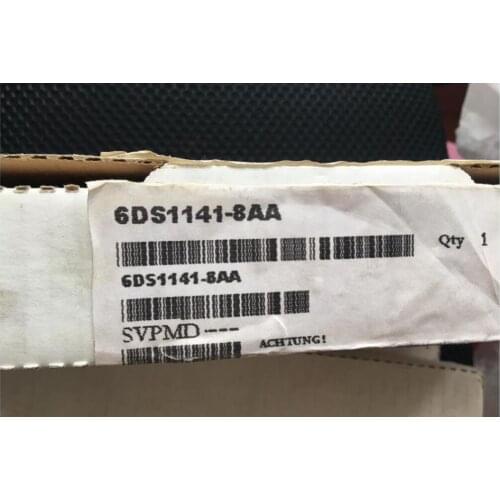 6DS1141-8AA
Qty 1
6DS1141-8AA
SVPMD----
ACHTUNG!